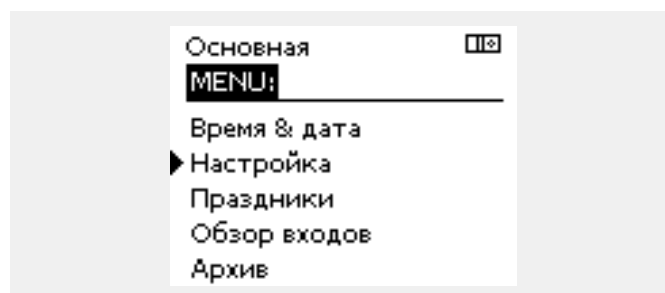 Основная
MENU:
Время & дата
Настройка
Праздники
Обзор входов
Архив